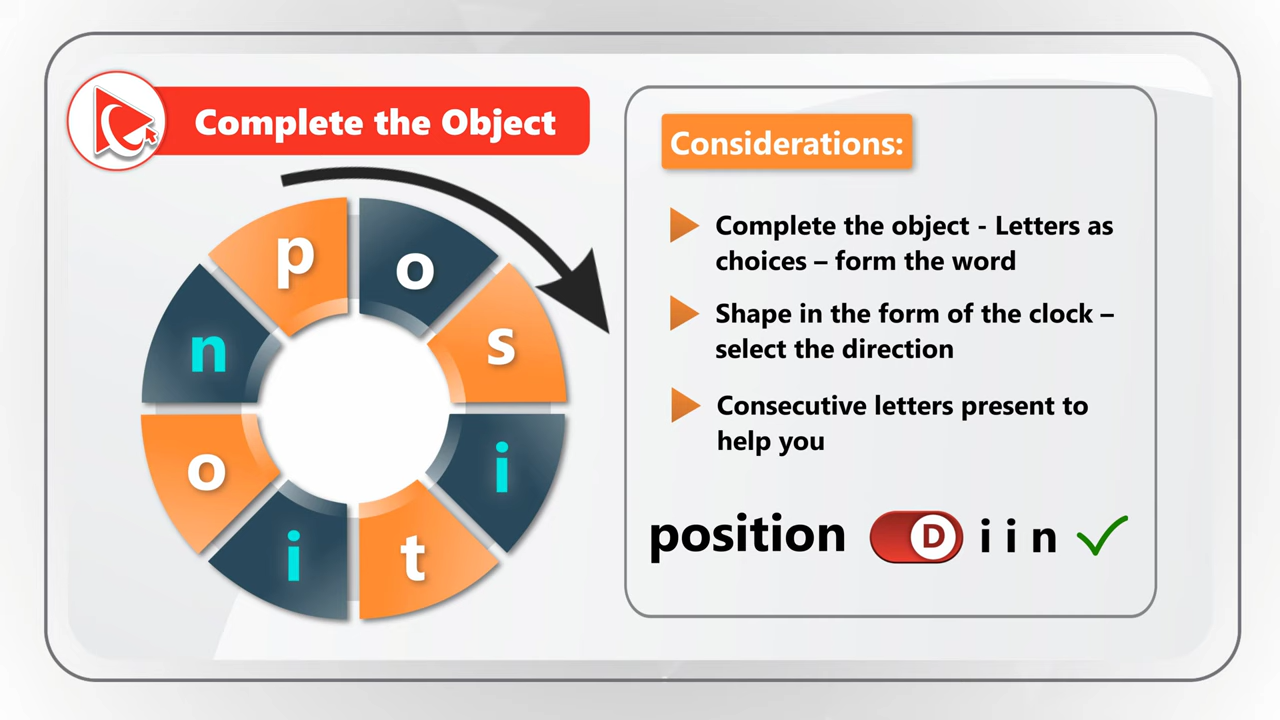 Complete the Object
p
o
s
i
t
i
o
n
Considerations:
Complete the object - Letters as
choices – form the word
Shape in the form of the clock –
select the direction
Consecutive letters present to
help you
position D i i n